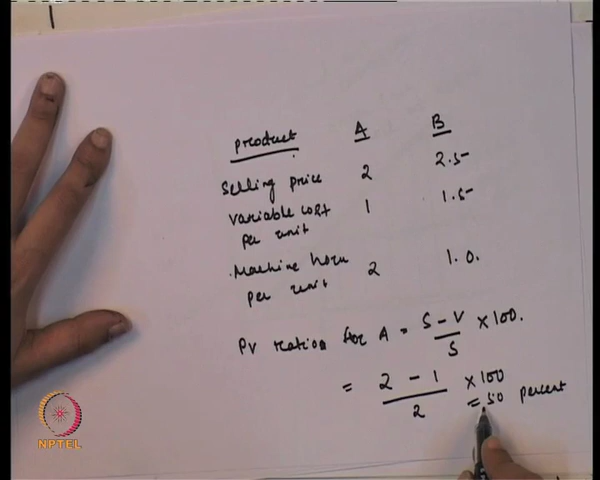 product A B
Selling price 2 2.5
Variable cost 1 1.5
per unit
Machine hour 2 1.0.
per unit
PV ration for A = S - V / S × 100.
= 2 - 1 / 2 × 100
= 50 percent
NPTEL